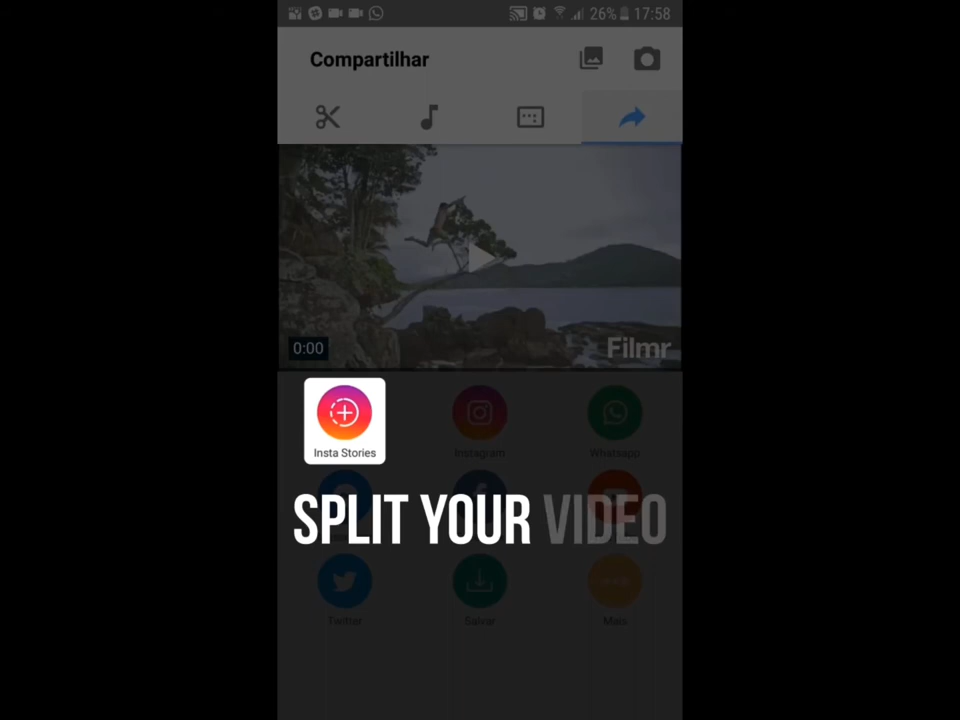 26% 17:58
Compartilhar
0:00
Filmr
Insta Stories
Instagram
Whatsapp
SPLIT YOUR VIDEO
Twitter
Salvar
Mais